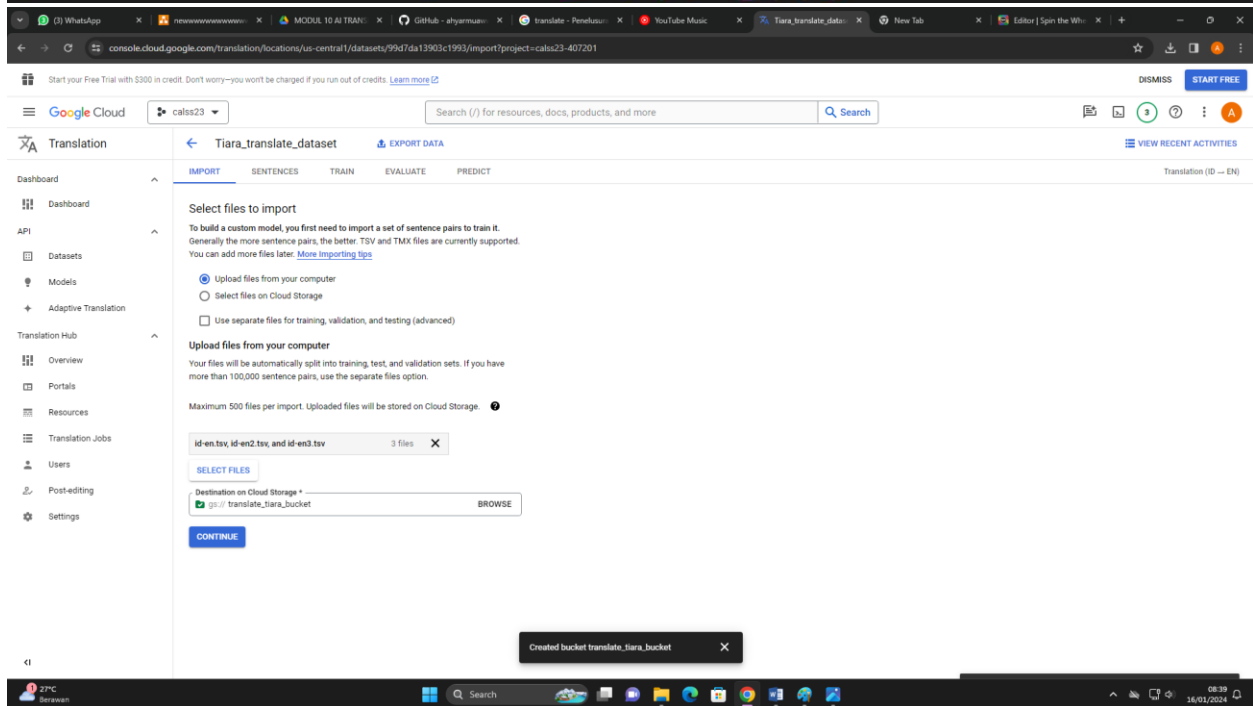 (3) WhatsApp
newwwwwwwwwww
MODUL 10 AI TRANS
GitHub - ahyarmuaw
translate - Penelusura
YouTube Music
Tiara_translate_datas
New Tab
Editor | Spin the Whe
console.cloud.google.com/translation/locations/us-central1/datasets/99d7da13903c1993/import?project=calss23-407201
Start your Free Trial with $300 in credit. Don't worry—you won't be charged if you run out of credits. Learn more
DISMISS
START FREE
Google Cloud
calss23
Search (/) for resources, docs, products, and more
Search
3
A
Translation
Tiara_translate_dataset
EXPORT DATA
VIEW RECENT ACTIVITIES
Dashboard
Dashboard
API
Datasets
Models
Adaptive Translation
Translation Hub
Overview
Portals
Resources
Translation Jobs
Users
Post-editing
Settings
IMPORT
SENTENCES
TRAIN
EVALUATE
PREDICT
Translation (ID → EN)
Select files to import
To build a custom model, you first need to import a set of sentence pairs to train it.
Generally the more sentence pairs, the better. TSV and TMX files are currently supported.
You can add more files later. More Importing tips
Upload files from your computer
Select files on Cloud Storage
Use separate files for training, validation, and testing (advanced)
Upload files from your computer
Your files will be automatically split into training, test, and validation sets. If you have
more than 100,000 sentence pairs, use the separate files option.
Maximum 500 files per import. Uploaded files will be stored on Cloud Storage.
id-en.tsv, id-en2.tsv, and id-en3.tsv
3 files
SELECT FILES
Destination on Cloud Storage *
gs:// translate_tiara_bucket
BROWSE
CONTINUE
Created bucket translate_tiara_bucket
1
27°C
Berawan
Search
08:39
16/01/2024